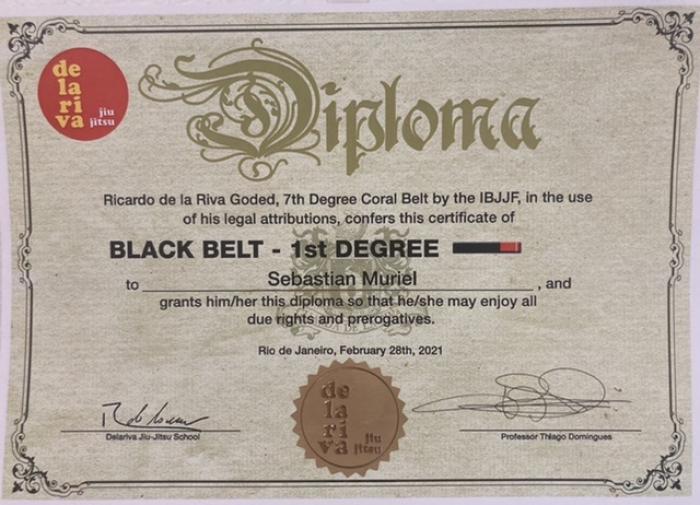 de
la
ri
va jiu
jitsu
Diploma
Ricardo de la Riva Goded, 7th Degree Coral Belt by the IBJJF, in the use
of his legal attributions, confers this certificate of
BLACK BELT - 1st DEGREE
to Sebastian Muriel , and
grants him/her this diploma so that he/she may enjoy all
due rights and prerogatives.
Rio de Janeiro, February 28th, 2021
de
la
ri
va jiu
jitsu
Delariva Jiu-Jitsu School
Professor Thiago Domingues